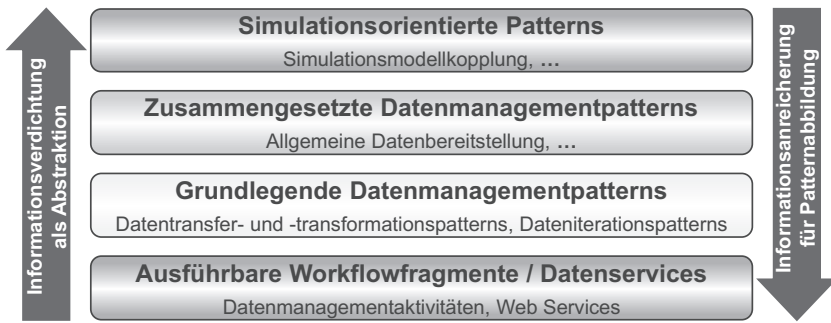 Informationsverdichtung
als Abstraktion
Simulationsorientierte Patterns
Simulationsmodellkopplung, ...
Zusammengesetzte Datenmanagementpatterns
Allgemeine Datenbereitstellung, ...
Grundlegende Datenmanagementpatterns
Datentransfer- und -transformationspatterns, Dateniterationspatterns
Ausführbare Workflowfragmente / Datenservices
Datenmanagementaktivitäten, Web Services
Informationsanreicherung
für Patternabbildung